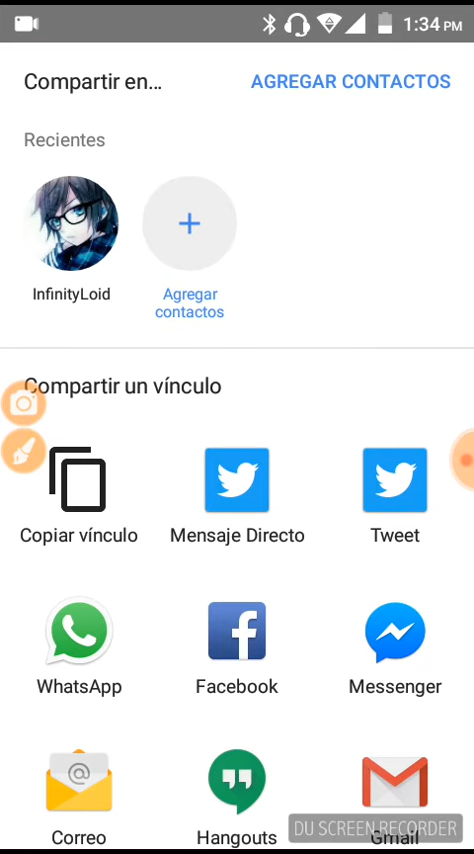 1:34 PM
Compartir en...
AGREGAR CONTACTOS
Recientes
InfinityLoid
Agregar
contactos
Compartir un vínculo
Copiar vínculo
Mensaje Directo
Tweet
WhatsApp
Facebook
Messenger
Correo
Hangouts
Gmail
DU SCREEN RECORDER